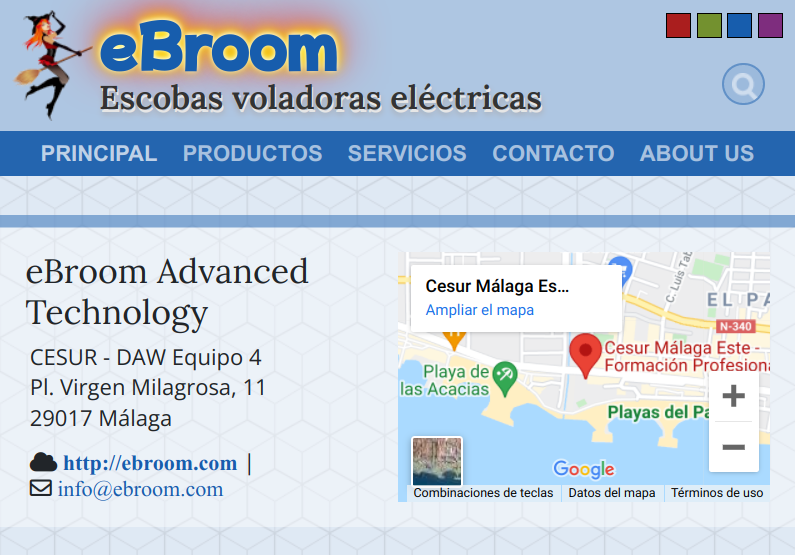 eBroom
Escobas voladoras eléctricas
PRINCIPAL PRODUCTOS SERVICIOS CONTACTO ABOUT US
eBroom Advanced
Technology
CESUR - DAW Equipo 4
Pl. Virgen Milagrosa, 11
29017 Málaga
http://ebroom.com |
info@ebroom.com
Cesur Málaga Es...
Ampliar el mapa
C. Luis Tab
EL PA
N-340
Cesur Málaga Este -
Formación Profesiona
Playa de
las Acacias
Playas del Pa
+
−
Google
Combinaciones de teclas Datos del mapa Términos de uso